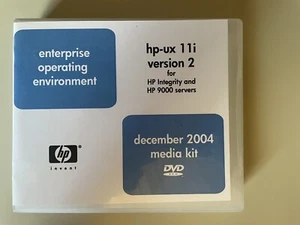 enterprise
operating
environment
hp-ux 11i
version 2
for
HP Integrity and
HP 9000 servers
hp
invent
december 2004
media kit
DVD